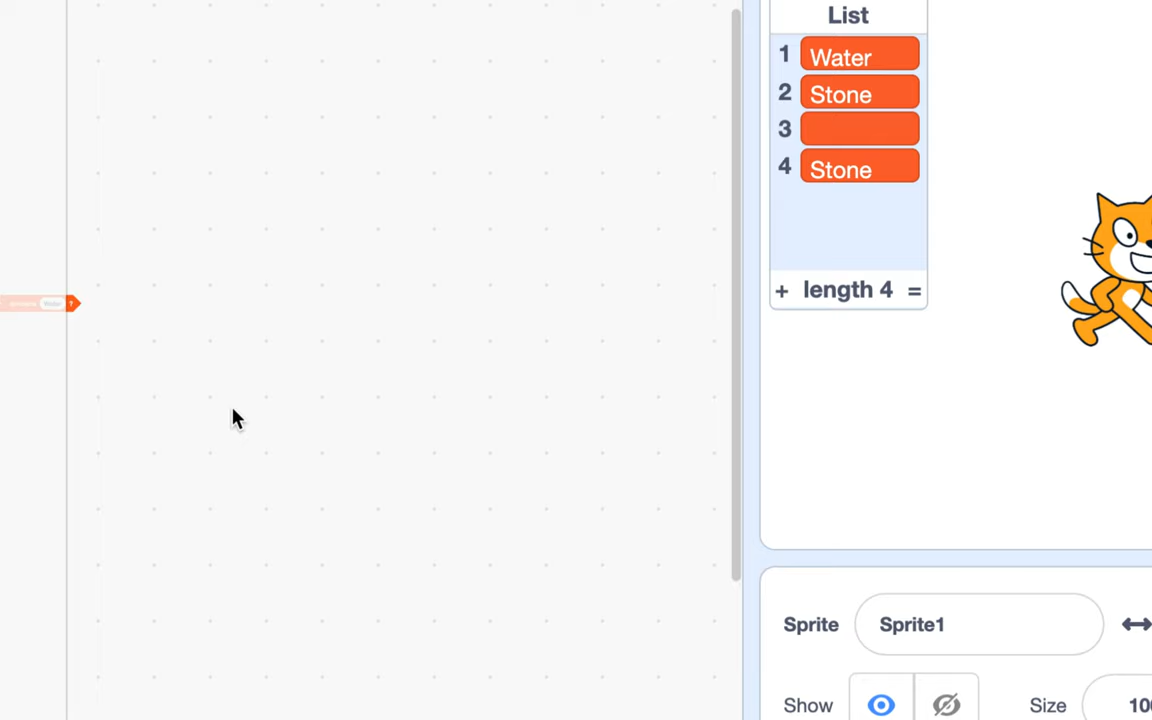 List
1 Water
2 Stone
3
4 Stone
+ length 4 =
?
Sprite Sprite1
Show Size